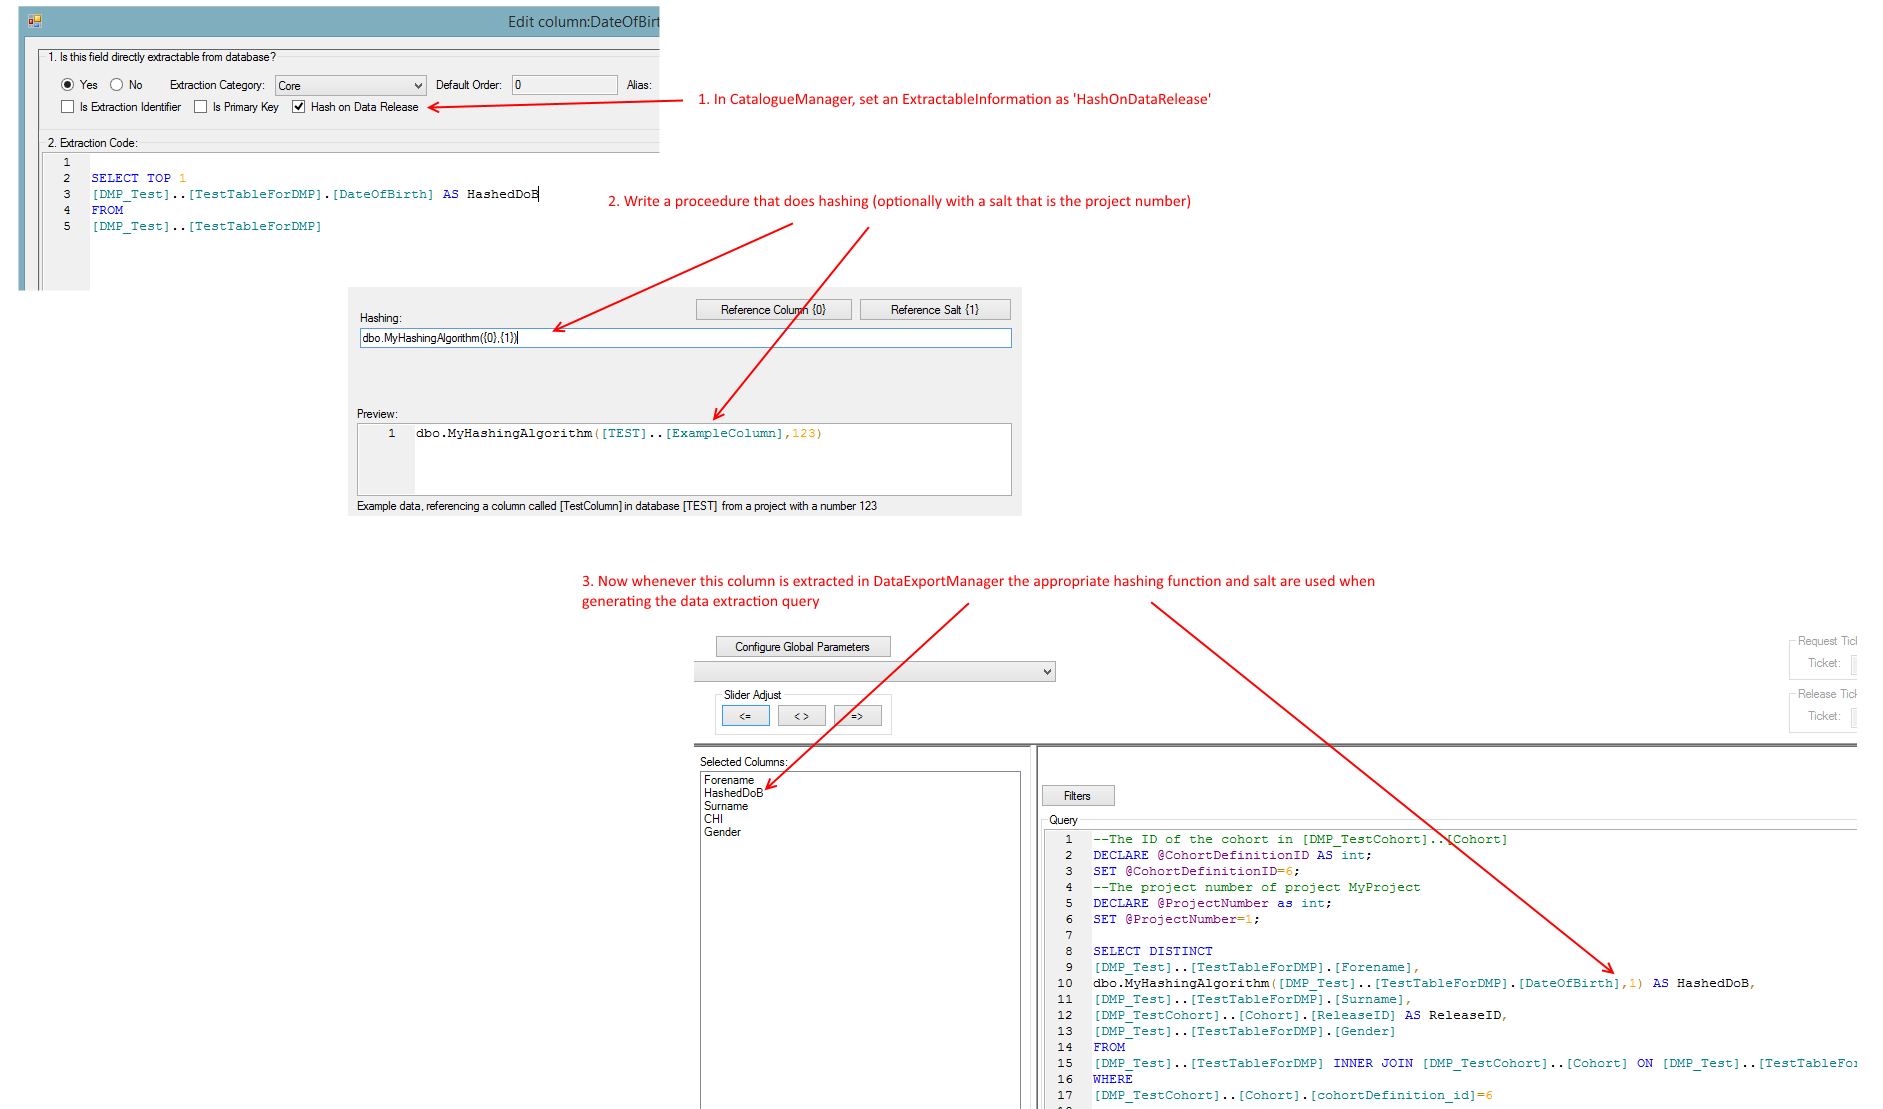 Edit column:DateOfBirt
1. Is this field directly extractable from database?
Yes No Extraction Category: Core Default Order: 0 Alias:
Is Extraction Identifier Is Primary Key Hash on Data Release
1. In CatalogueManager, set an ExtractableInformation as 'HashOnDataRelease'
2. Extraction Code:
1
2 SELECT TOP 1
3 [DMP_Test]..[TestTableForDMP].[DateOfBirth] AS HashedDoB
4 FROM
5 [DMP_Test]..[TestTableForDMP]
2. Write a proceedure that does hashing (optionally with a salt that is the project number)
Reference Column {0} Reference Salt {1}
Hashing:
dbo.MyHashingAlgorithm({0},{1})
Preview:
1 dbo.MyHashingAlgorithm([TEST]..[ExampleColumn],123)
Example data, referencing a column called [TestColumn] in database [TEST] from a project with a number 123
3. Now whenever this column is extracted in DataExportManager the appropriate hashing function and salt are used when
generating the data extraction query
Configure Global Parameters
Request Tic
Ticket:
Slider Adjust
<= <> =>
Release Tic
Ticket:
Selected Columns:
Forename
HashedDoB
Surname
CHI
Gender
Filters
Query
1 --The ID of the cohort in [DMP_TestCohort]..[Cohort]
2 DECLARE @CohortDefinitionID AS int;
3 SET @CohortDefinitionID=6;
4 --The project number of project MyProject
5 DECLARE @ProjectNumber as int;
6 SET @ProjectNumber=1;
7
8 SELECT DISTINCT
9 [DMP_Test]..[TestTableForDMP].[Forename],
10 dbo.MyHashingAlgorithm([DMP_Test]..[TestTableForDMP].[DateOfBirth],1) AS HashedDoB,
11 [DMP_Test]..[TestTableForDMP].[Surname],
12 [DMP_TestCohort]..[Cohort].[ReleaseID] AS ReleaseID,
13 [DMP_Test]..[TestTableForDMP].[Gender]
14 FROM
15 [DMP_Test]..[TestTableForDMP] INNER JOIN [DMP_TestCohort]..[Cohort] ON [DMP_Test]..[TestTableFo
16 WHERE
17 [DMP_TestCohort]..[Cohort].[cohortDefinition_id]=6